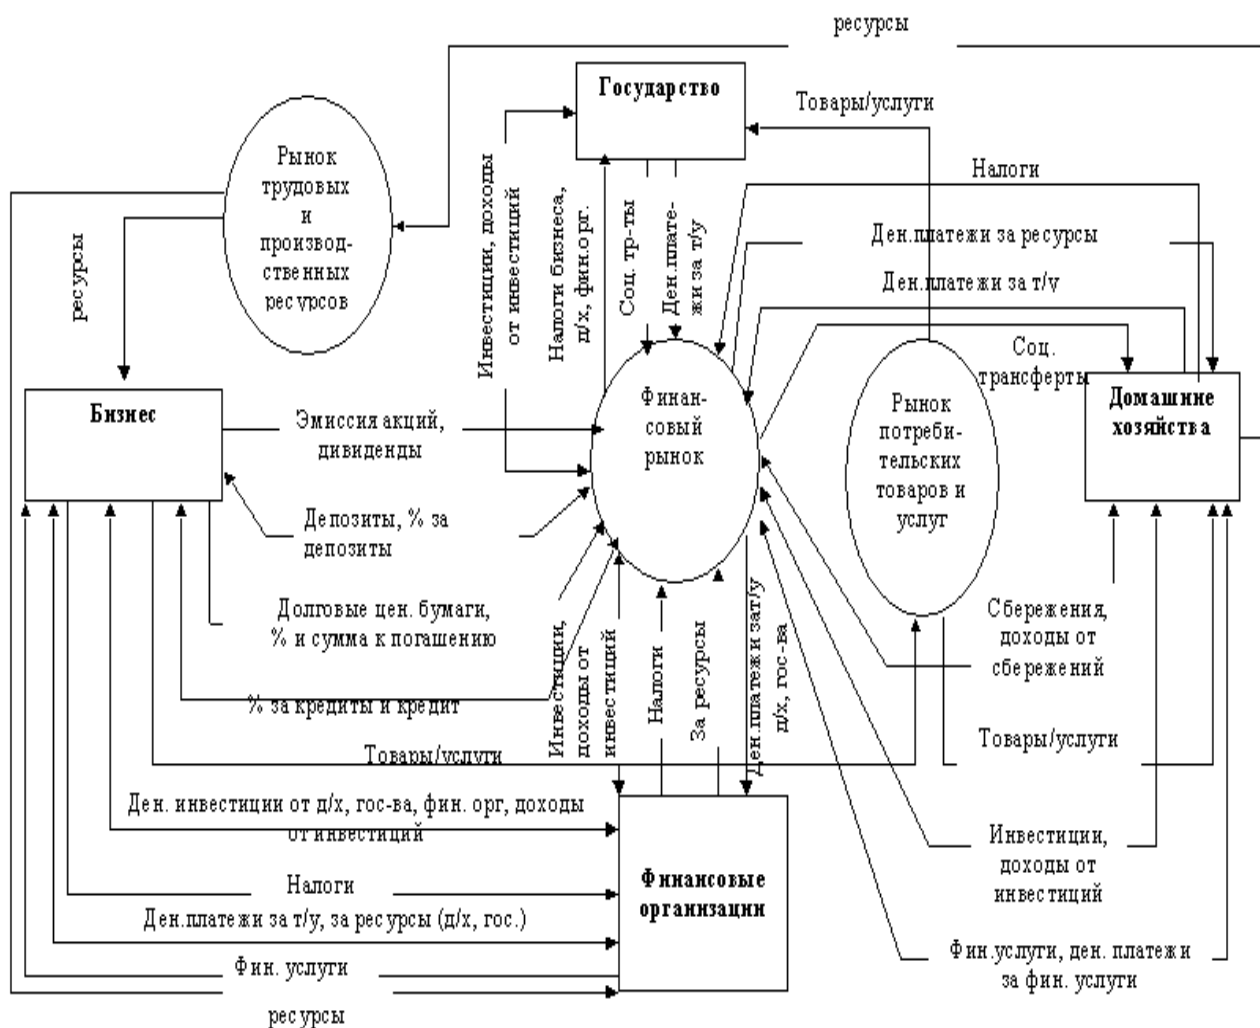 ресурсы
Государство
Товары/услуги
Рынок
трудовых
и
производ-
ственных
ресурсов
ресурсы
Инвестиции, доходы
от инвестиций
Налоги бизнеса,
д/х, фин.орг.
Соц. тр-ты
Ден.плате-
жи за т/у
Налоги
Ден.платежи за ресурсы
Ден.платежи за т/у
Соц.
трансферты
Бизнес
Эмиссия акций,
дивиденды
Финан-
совый
рынок
Рынок
потреби-
тельских
товаров и
услуг
Домашние
хозяйства
Депозиты, % за
депозиты
Долговые цен. бумаги,
% и сумма к погашению
% за кредиты и кредит
Товары/услуги
Инвестиции,
доходы от
инвестиций
Налоги
За ресурсы
Ден.платежи зат/у
д/х, гос-ва
Сбережения,
доходы от
сбережений
Товары/услуги
Ден. инвестиции от д/х, гос-ва, фин. орг, доходы
от инвестиций
Инвестиции,
доходы от
инвестиций
Налоги
Ден.платежи за т/у, за ресурсы (д/х, гос.)
Финансовые
организации
Фин. услуги
Фин.услуги, ден. платежи
за фин. услуги
ресурсы